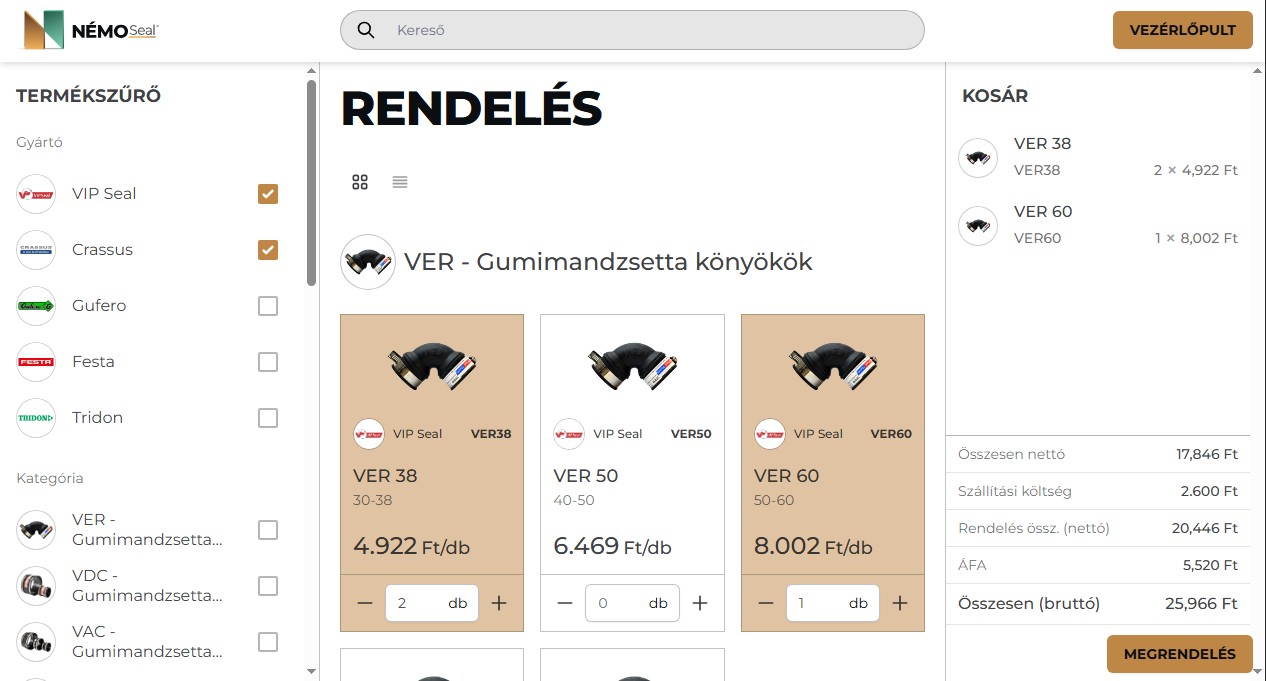 NÉMO Seal
Kereső
VEZÉRLŐPULT
TERMÉKSZŰRŐ
Gyártó
VIP Seal
Crassus
Gufero
Festa
Tridon
Kategória
VER -
Gumimandzsetta...
VDC -
Gumimandzsetta...
VAC -
Gumimandzsetta...
RENDELÉS
VER - Gumimandzsetta könyökök
VIP Seal VER38
VER 38
30-38
4.922 Ft/db
2 db
VIP Seal VER50
VER 50
40-50
6.469 Ft/db
0 db
VIP Seal VER60
VER 60
50-60
8.002 Ft/db
1 db
KOSÁR
VER 38
VER38 2 × 4,922 Ft
VER 60
VER60 1 × 8,002 Ft
Összesen nettó 17,846 Ft
Szállítási költség 2.600 Ft
Rendelés össz. (nettó) 20,446 Ft
ÁFA 5,520 Ft
Összesen (bruttó) 25,966 Ft
MEGRENDELÉS
FESTA
TRIDON
CRASSUS